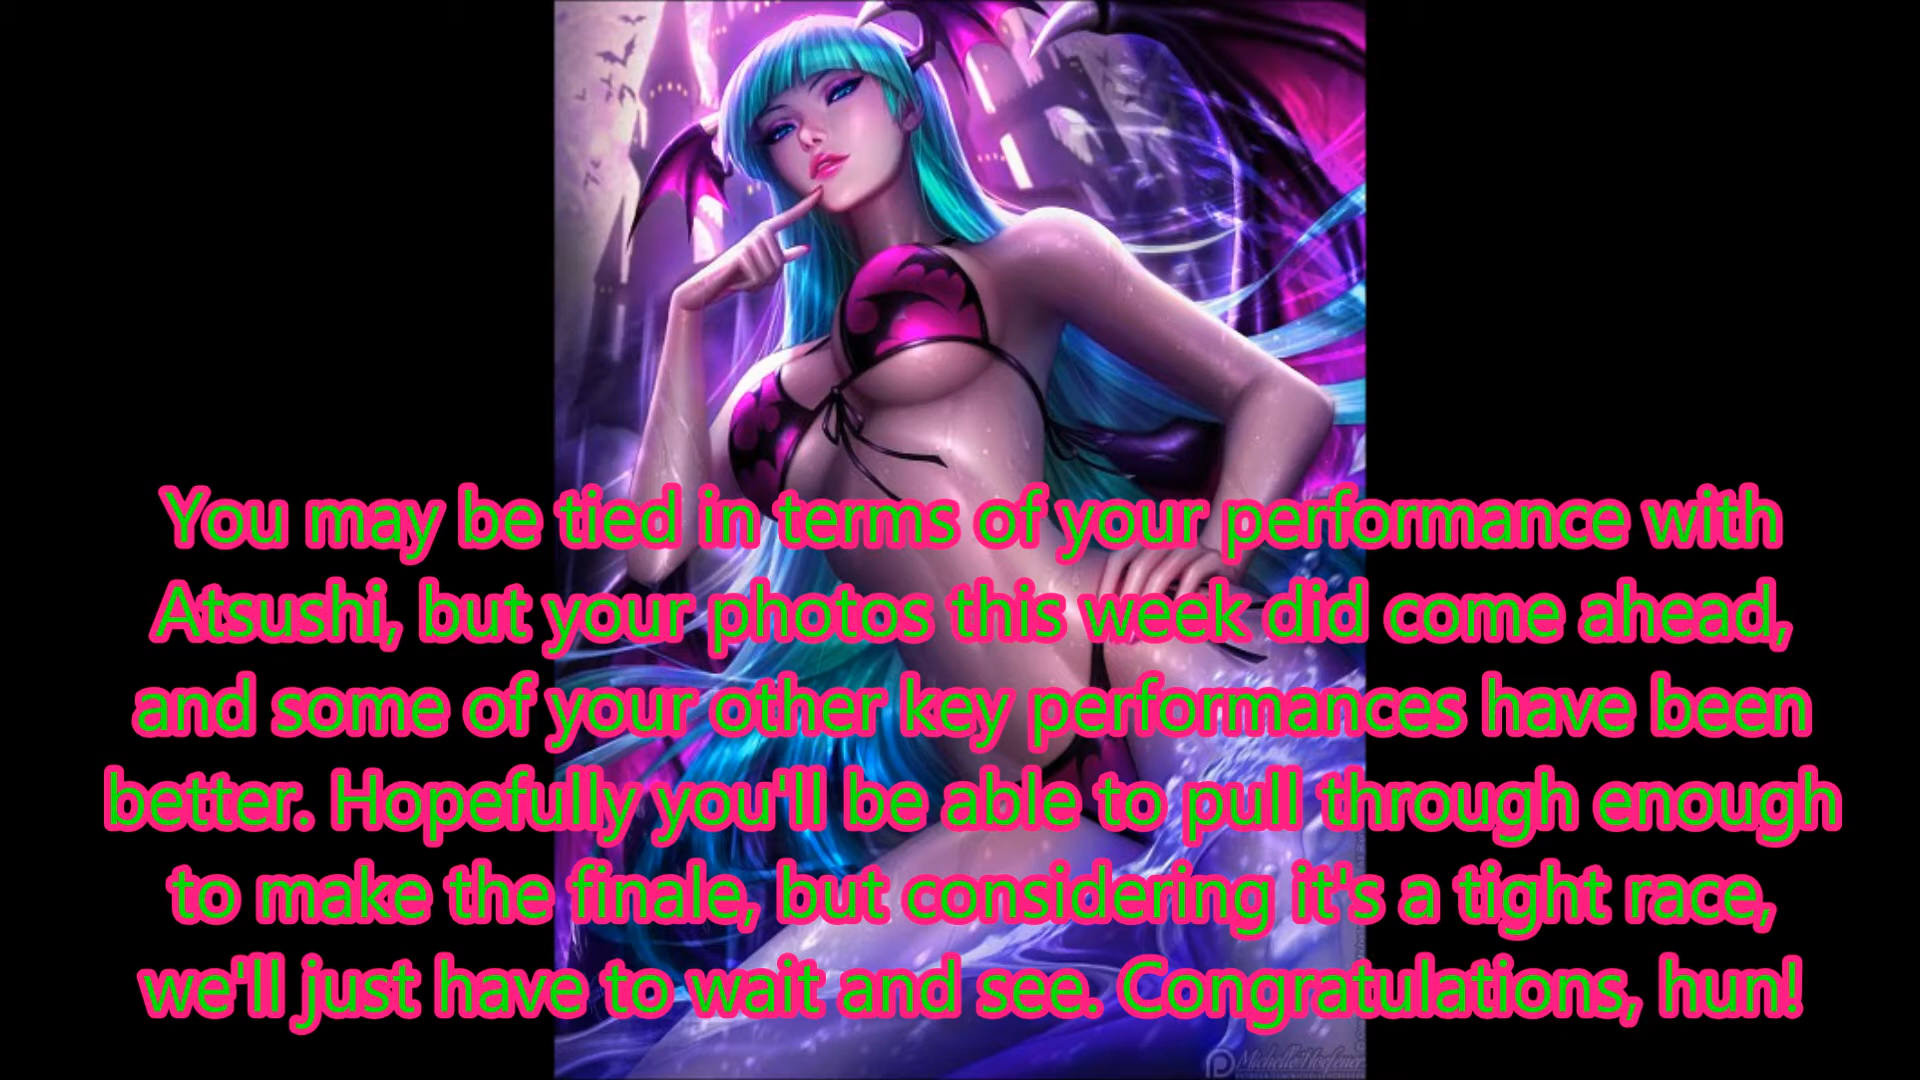 You may be tied in terms of your performance with
Atsushi, but your photos this week did come ahead,
and some of your other key performances have been
better. Hopefully you'll be able to pull through enough
to make the finale, but considering it's a tight race,
we'll just have to wait and see. Congratulations, hun!
Michelle Hoefener